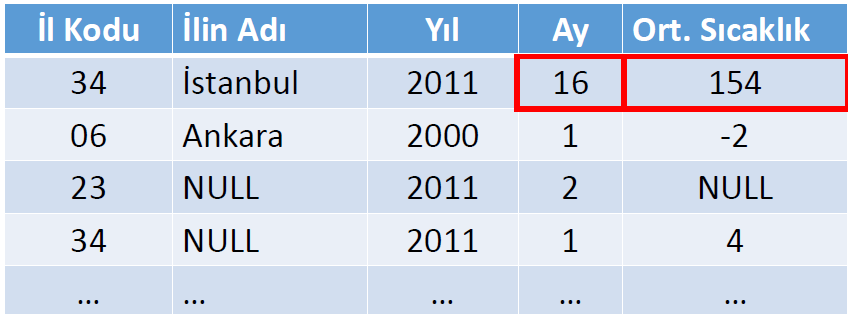 İl Kodu İlin Adı Yıl Ay Ort. Sıcaklık
34 İstanbul 2011 16 154
06 Ankara 2000 1 -2
23 NULL 2011 2 NULL
34 NULL 2011 1 4
... ... ... ... ...